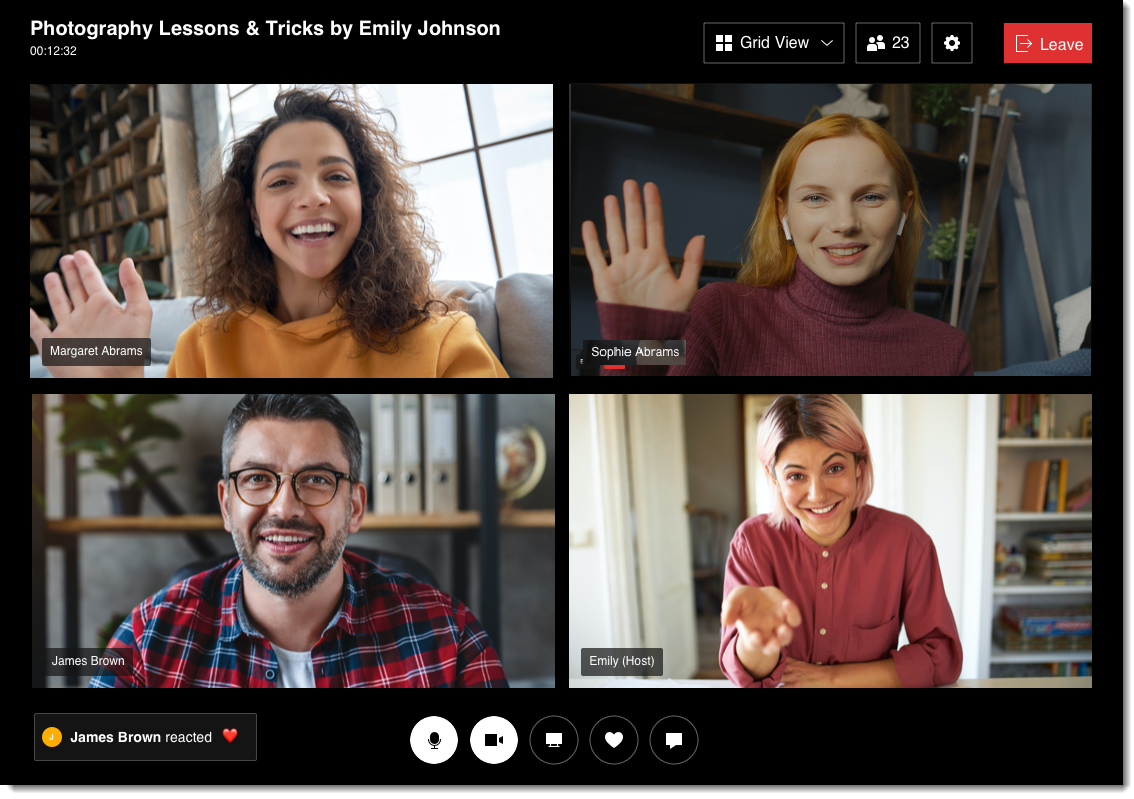 Photography Lessons & Tricks by Emily Johnson
00:12:32
Grid View
23
Leave
Margaret Abrams
Sophie Abrams
James Brown
Emily (Host)
J
James Brown reacted ❤️